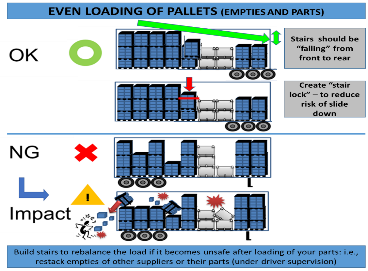 EVEN LOADING OF PALLETS (EMPTIES AND PARTS)
OK
Stairs should be
"falling" from
front to rear
Create "stair
lock" – to reduce
risk of slide
down
NG
!
Impact
Build stairs to rebalance the load if it becomes unsafe after loading of your parts: i.e.,
restack empties of other suppliers or their parts (under driver supervision)